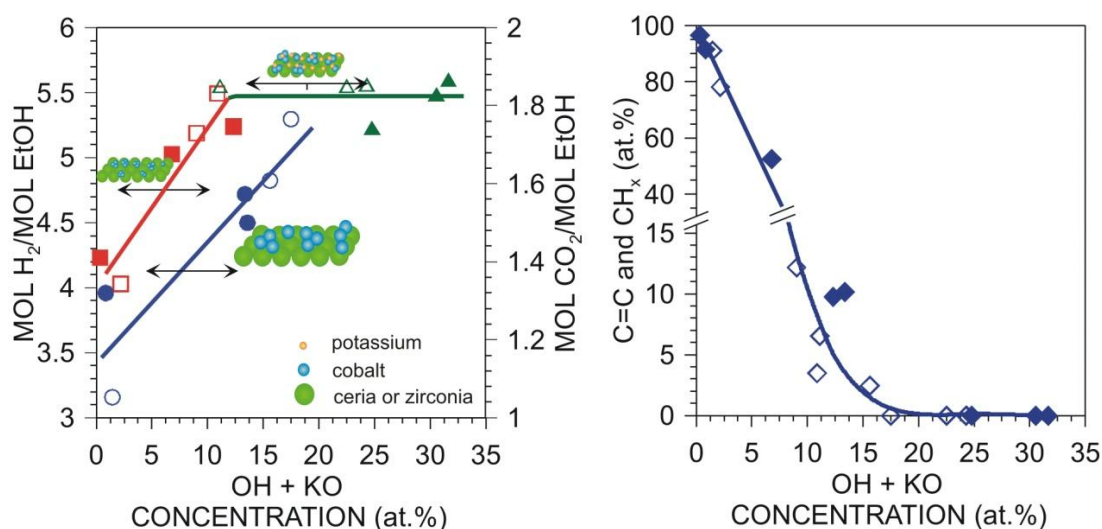 MOL H₂/MOL EtOH
6
5.5
5
4.5
4
3.5
3
2
1.8
1.6
1.4
1.2
1
MOL CO₂/MOL EtOH
potassium
cobalt
ceria or zirconia
0 5 10 15 20 25 30 35
OH + KO
CONCENTRATION (at.%)
C=C and CHₓ (at.%)
100
80
60
40
15
10
5
0
0 5 10 15 20 25 30 35
OH + KO
CONCENTRATION (at.%)